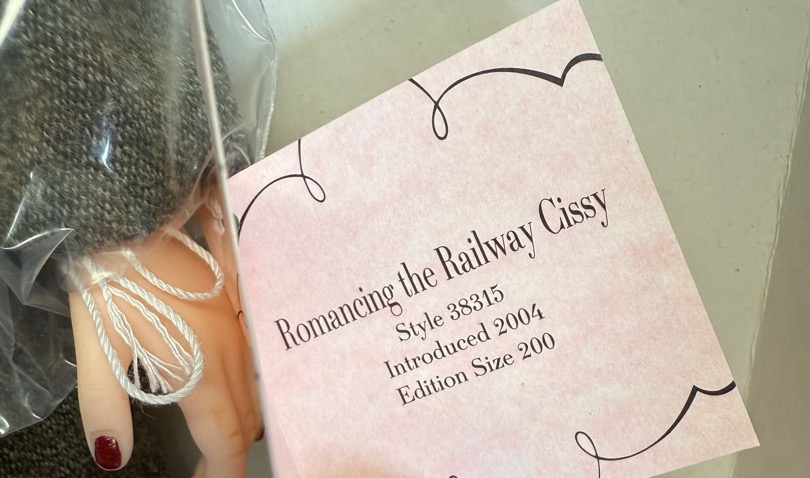 Romancing the Railway Cissy
Style 38315
Introduced 2004
Edition Size 200